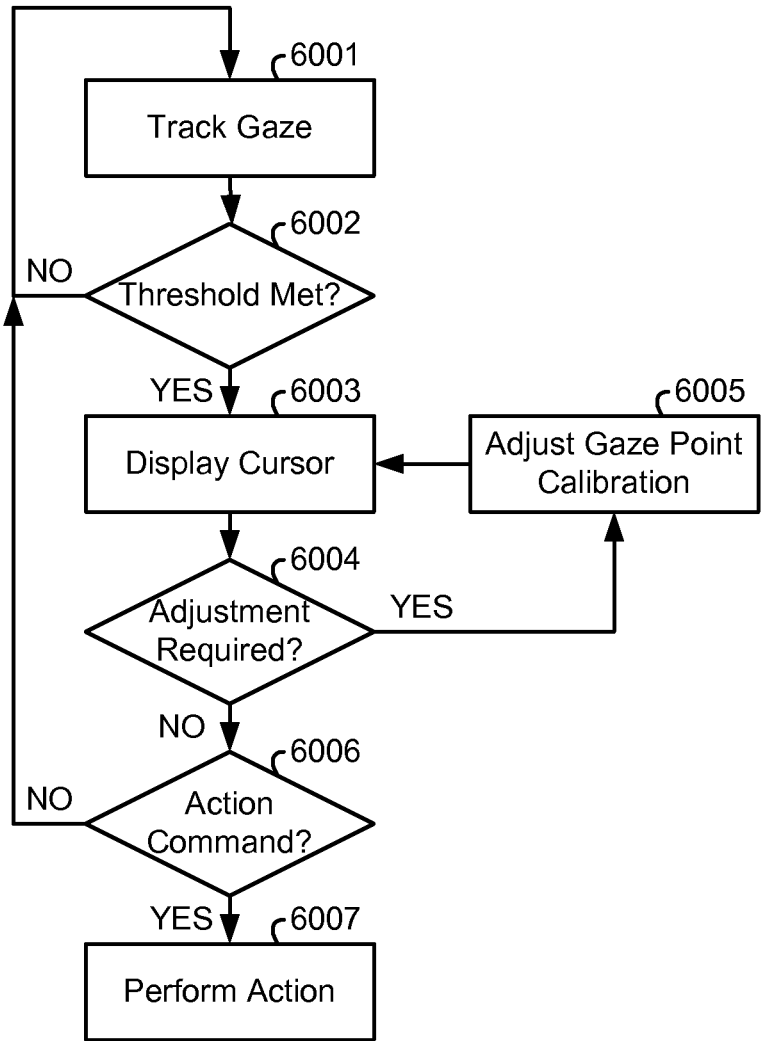 6001
Track Gaze
6002
NO
Threshold Met?
YES
6003
6005
Display Cursor
Adjust Gaze Point
Calibration
6004
Adjustment
Required?
YES
NO
6006
NO
Action
Command?
YES
6007
Perform Action